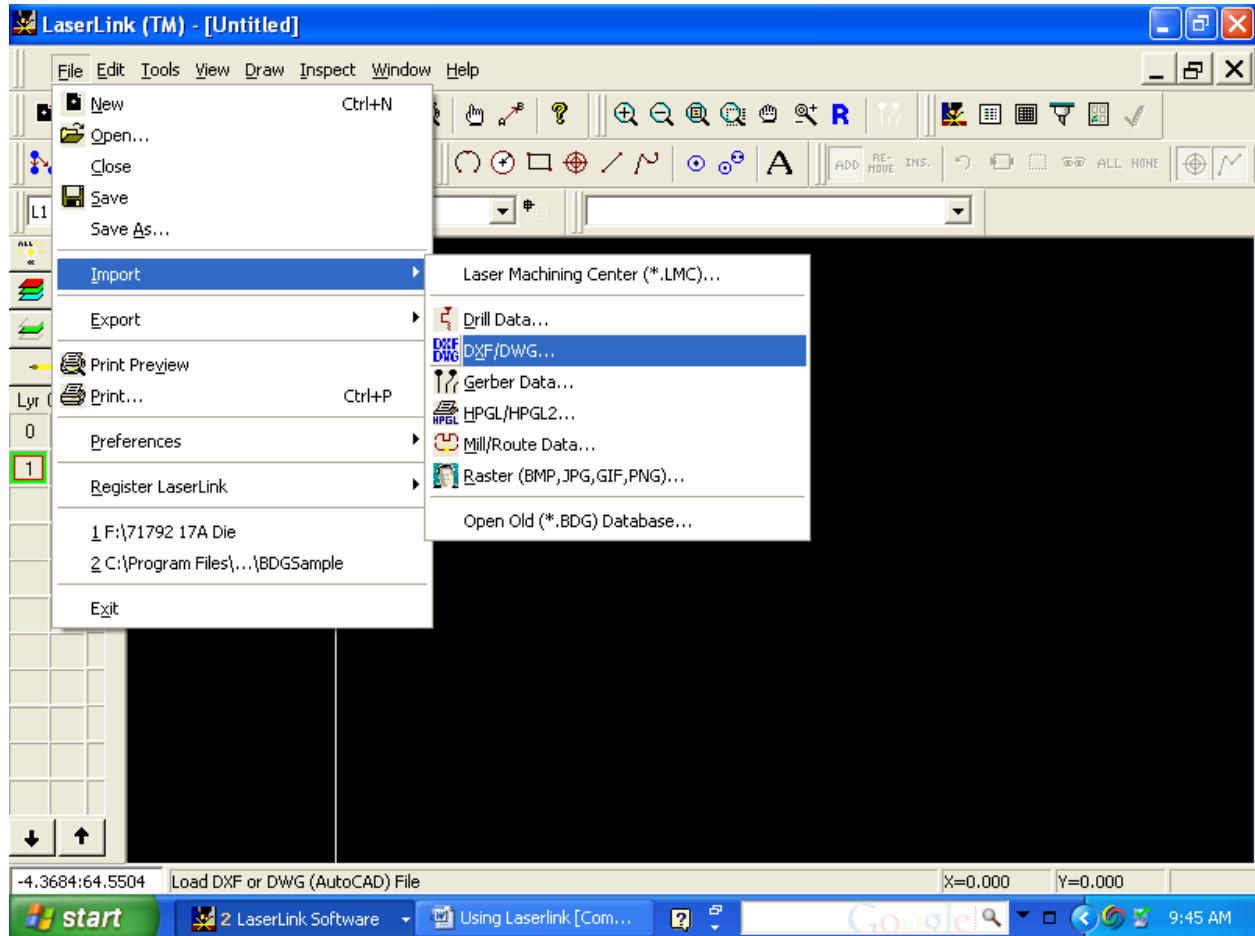 LaserLink (TM) - [Untitled]
File Edit Tools View Draw Inspect Window Help
R
A ADD RE-MOVE INS. ALL NONE
L1
ALL
Lyr
0
1
New Ctrl+N
Open...
Close
Save
Save As...
Import
Export
Print Preview
Print... Ctrl+P
Preferences
Register LaserLink
1 F:\71792 17A Die
2 C:\Program Files\...\BDGSample
Exit
Laser Machining Center (*.LMC)...
Drill Data...
DXF DWG DXF/DWG...
Gerber Data...
HPGL HPGL/HPGL2...
Mill/Route Data...
Raster (BMP,JPG,GIF,PNG)...
Open Old (*.BDG) Database...
-4.3684:64.5504 Load DXF or DWG (AutoCAD) File X=0.000 Y=0.000
start 2 LaserLink Software Using Laserlink [Com... Google 9:45 AM